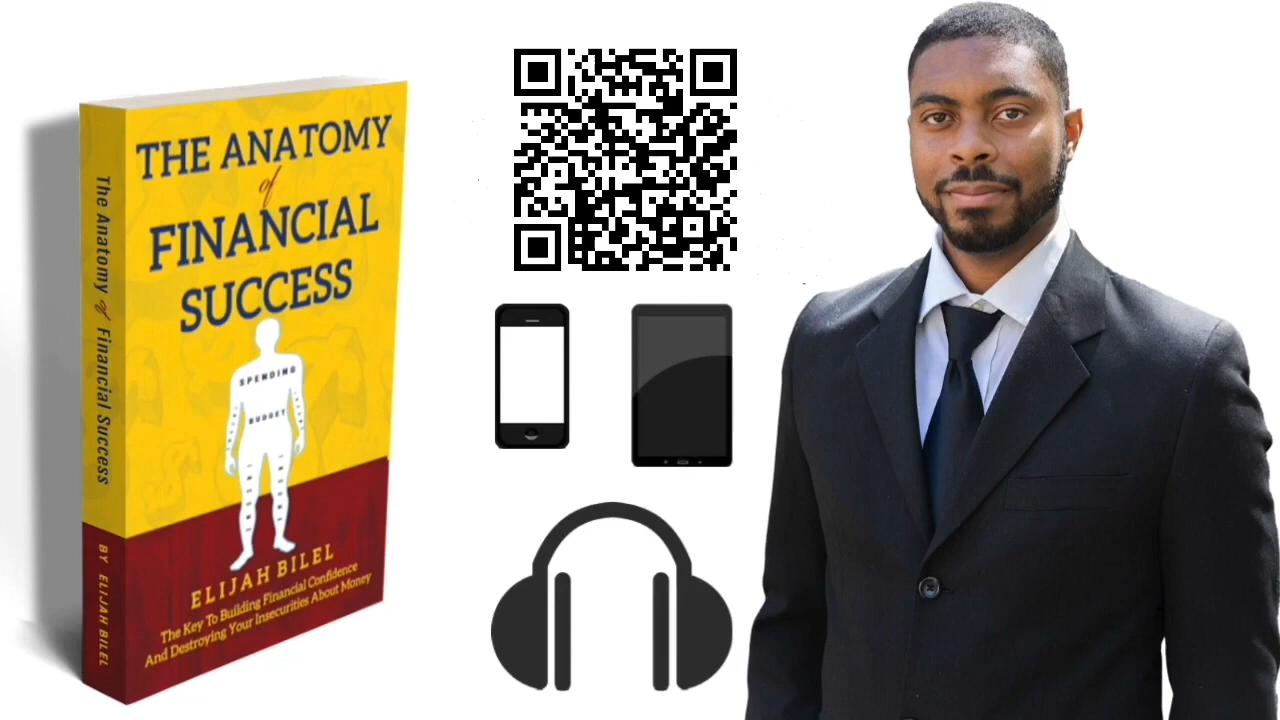 THE ANATOMY
of
FINANCIAL
SUCCESS
SPENDING
BUDGET
ELIJAH BILEL
The Key To Building Financial Confidence
And Destroying Your Insecurities About Money
The Anatomy of Financial Success
BY ELIJAH BILEL